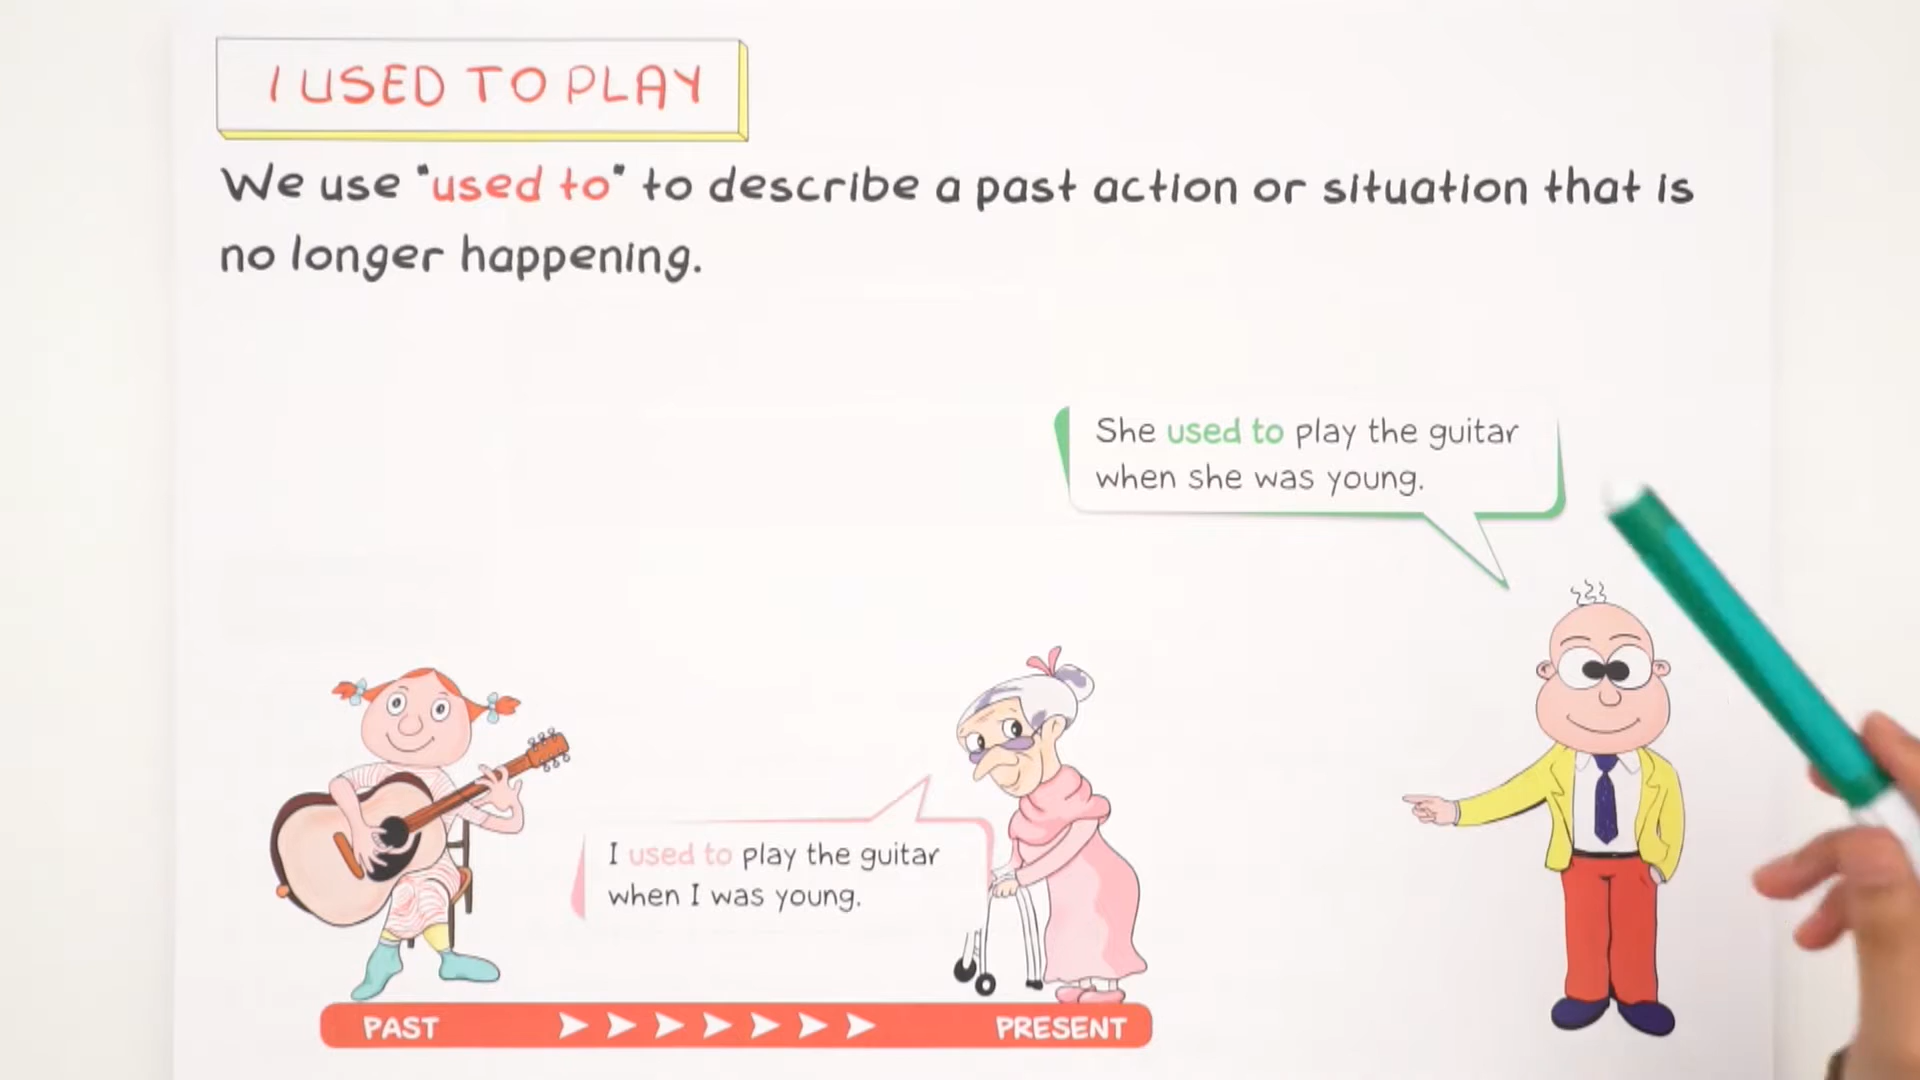 I USED TO PLAY
We use "used to" to describe a past action or situation that is
no longer happening.
She used to play the guitar
when she was young.
I used to play the guitar
when I was young.
PAST
PRESENT